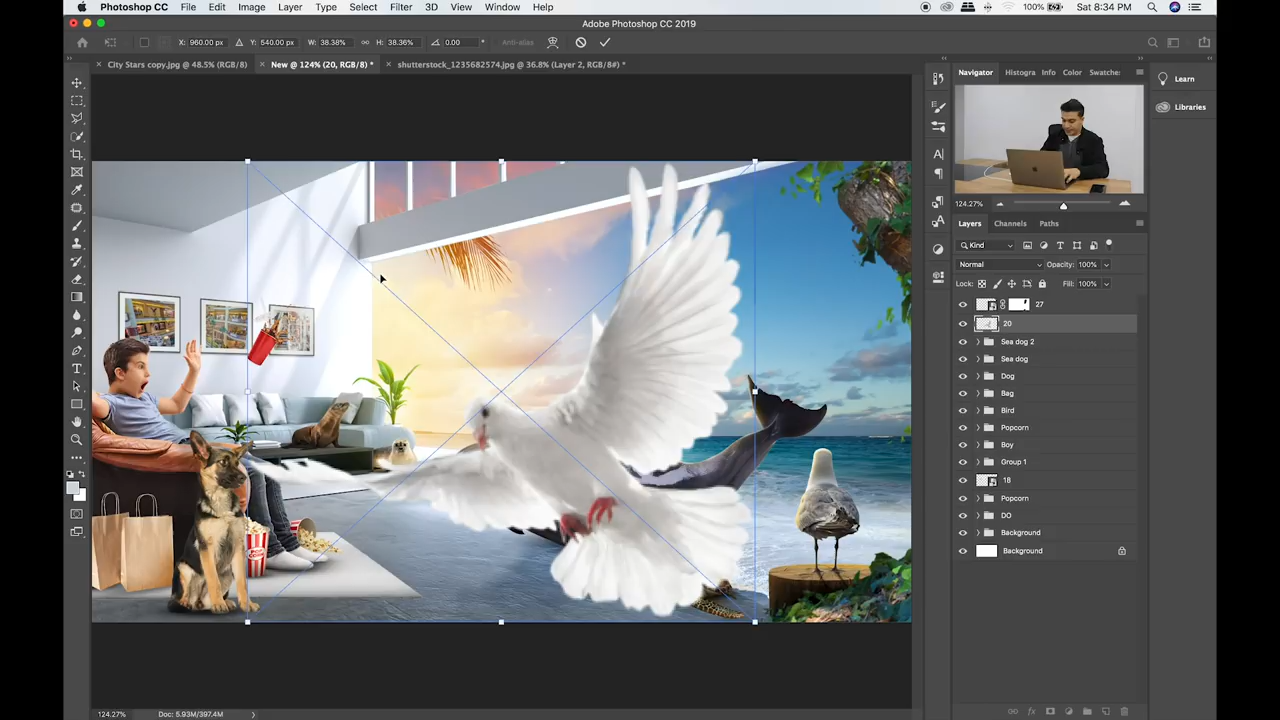 Photoshop CC File Edit Image Layer Type Select Filter 3D View Window Help 100% Sat 8:34 PM
Adobe Photoshop CC 2019
X: 960.00 px Y: 540.00 px W: 38.38% H: 38.36% 0.00 ° Anti-alias
× City Stars copy.jpg @ 48.5% (RGB/8) × New @ 124% (20, RGB/8) * × shutterstock_1235682574.jpg @ 36.8% (Layer 2, RGB/8#) *
Navigator Histogra Info Color Swatche
Learn
Libraries
124.27%
Layers Channels Paths
Kind
Normal Opacity: 100%
Lock: Fill: 100%
27
20
Sea dog 2
Sea dog
Dog
Bag
Bird
Popcorn
Boy
Group 1
18
Popcorn
DO
Background
Background
124.27% Doc: 5.93M/397.4M